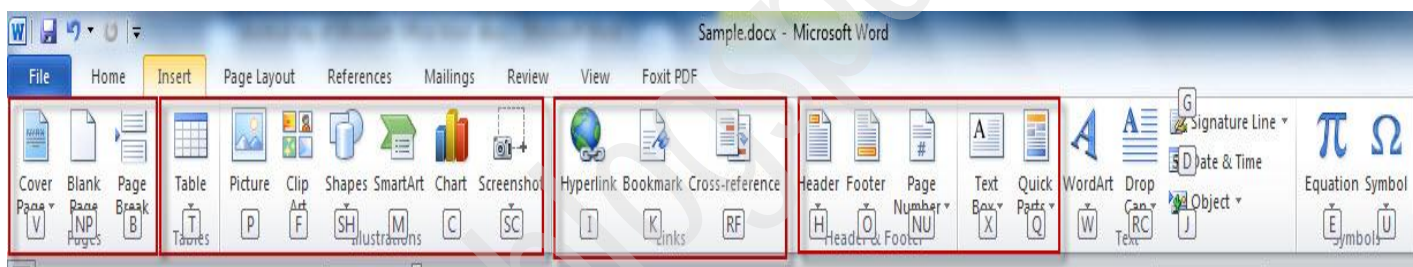 Sample.docx - Microsoft Word
File Home Insert Page Layout References Mailings Review View Foxit PDF
G
Signature Line
Cover Blank Page Table Picture Clip Shapes SmartArt Chart Screenshot Hyperlink Bookmark Cross-reference Header Footer Page Text Quick WordArt Drop D Date & Time Equation Symbol
Page Page Break Art Number Box Parts Cap Object
V NP B T P F SH M C SC I K RF H O NU X Q W RC J E U
Pages Tables Illustrations Links Header & Footer Text Symbols